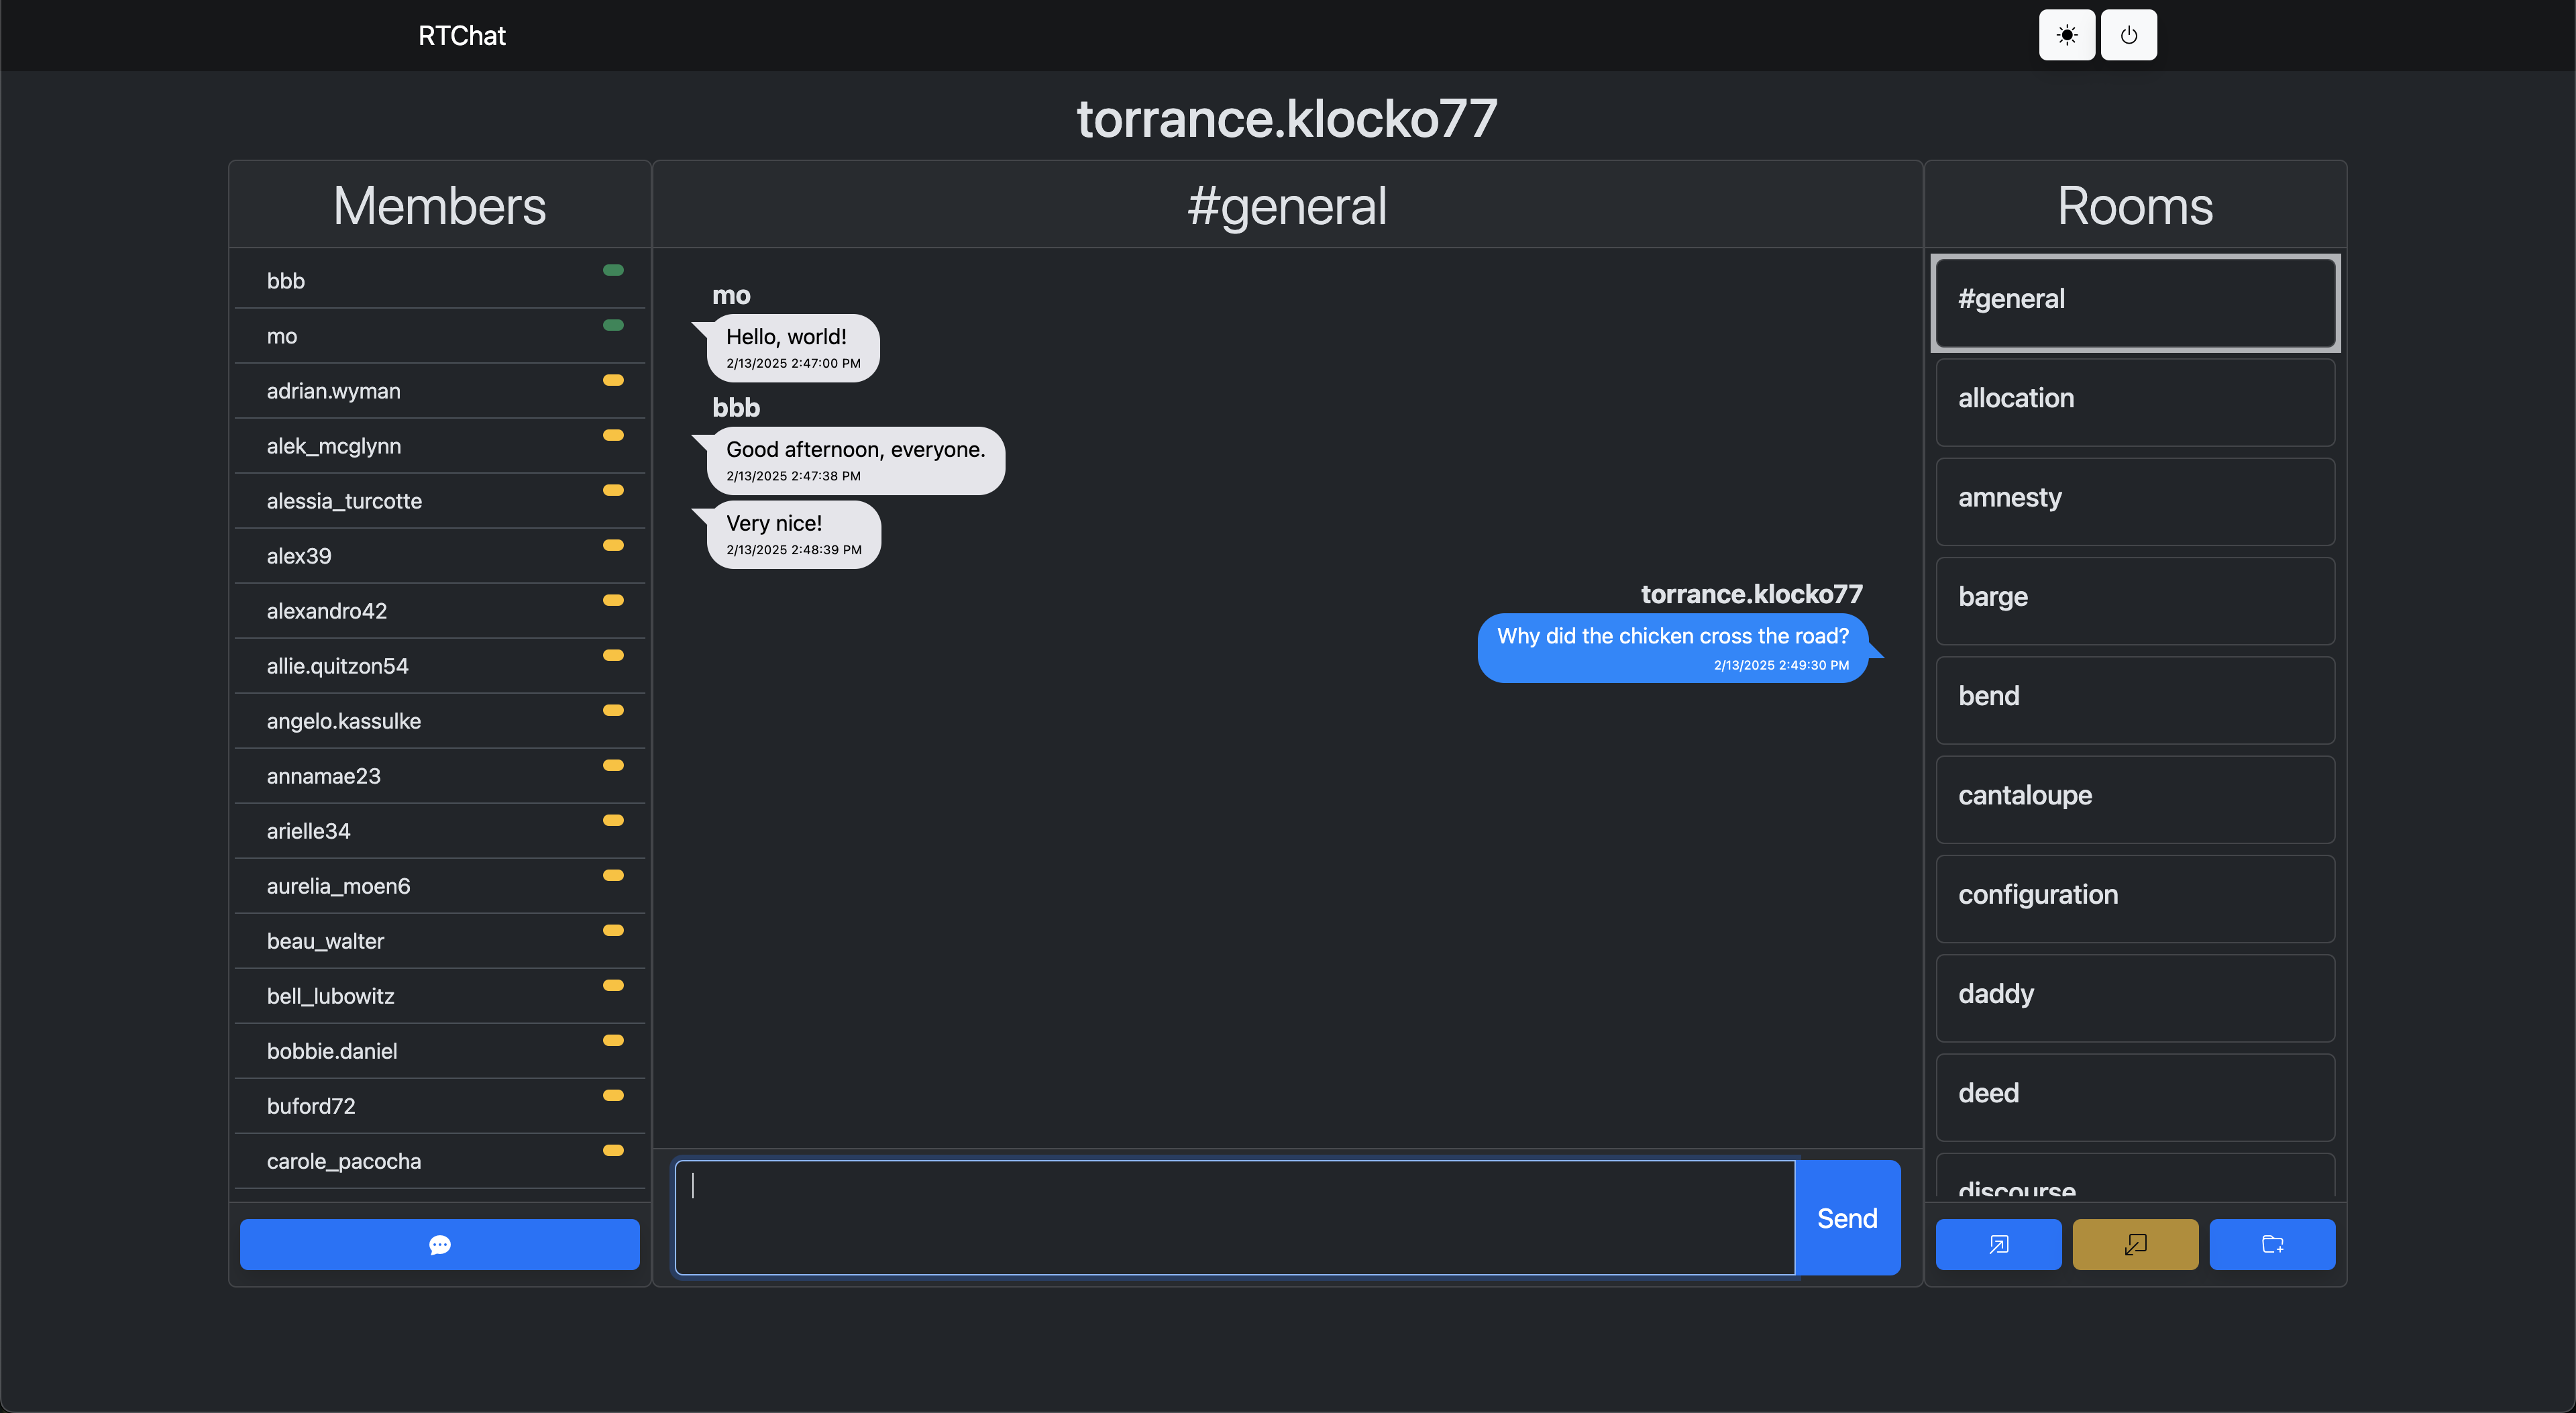 RTChat
torrance.klocko77
Members
bbb
mo
adrian.wyman
alek_mcglynn
alessia_turcotte
alex39
alexandro42
allie.quitzon54
angelo.kassulke
annamae23
arielle34
aurelia_moen6
beau_walter
bell_lubowitz
bobbie.daniel
buford72
carole_pacocha
#general
mo
Hello, world!
2/13/2025 2:47:00 PM
bbb
Good afternoon, everyone.
2/13/2025 2:47:38 PM
Very nice!
2/13/2025 2:48:39 PM
torrance.klocko77
Why did the chicken cross the road?
2/13/2025 2:49:30 PM
Send
Rooms
#general
allocation
amnesty
barge
bend
cantaloupe
configuration
daddy
deed
discourse